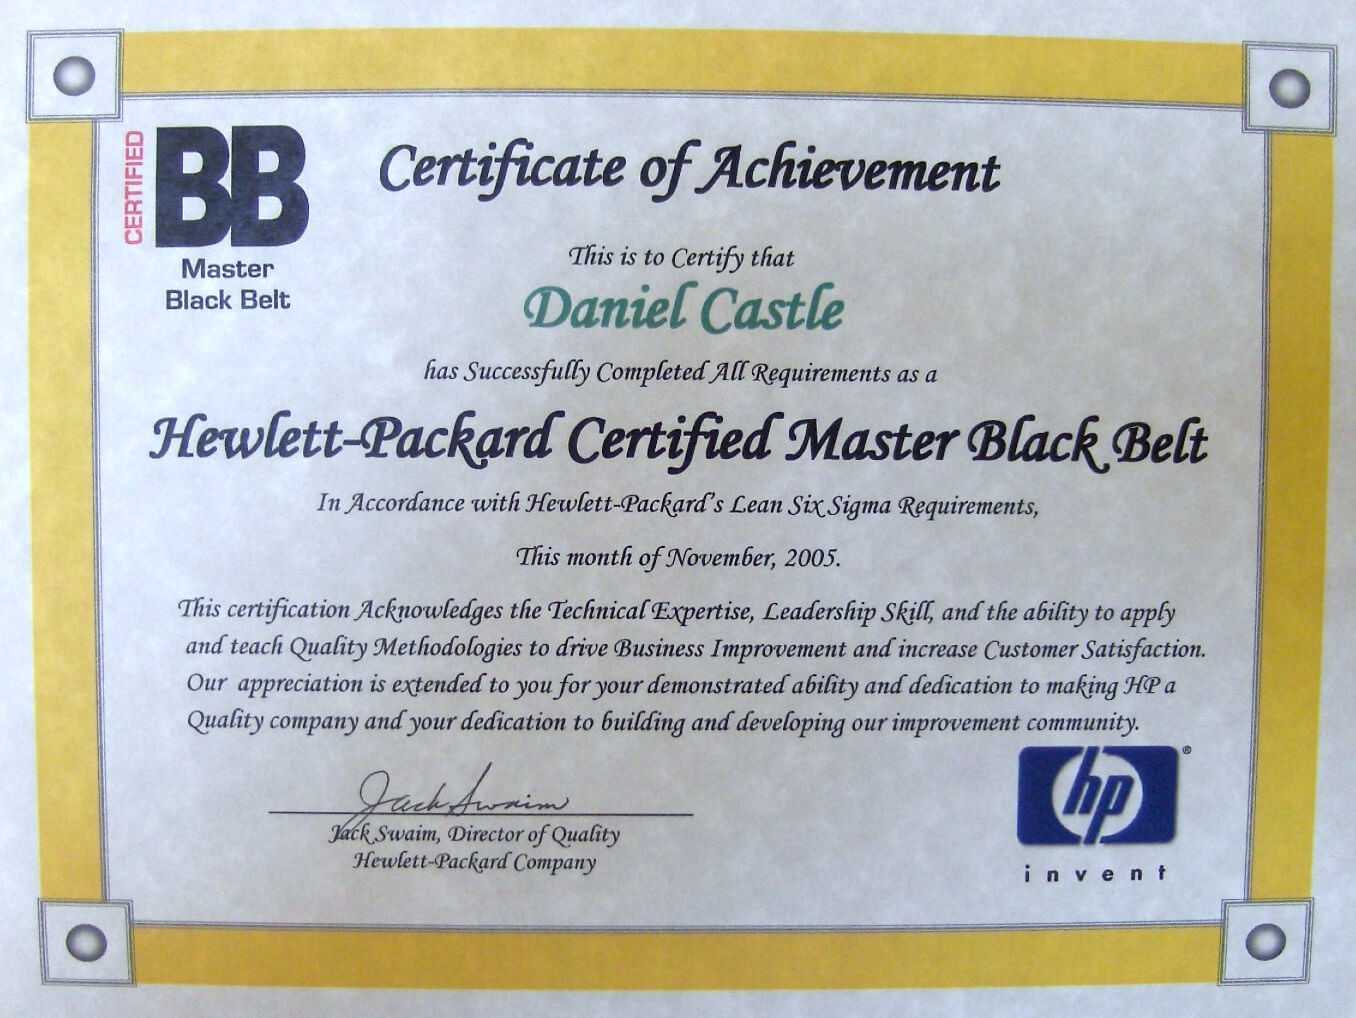 CERTIFIED
BB
Master
Black Belt
Certificate of Achievement
This is to Certify that
Daniel Castle
has Successfully Completed All Requirements as a
Hewlett-Packard Certified Master Black Belt
In Accordance with Hewlett-Packard's Lean Six Sigma Requirements,
This month of November, 2005.
This certification Acknowledges the Technical Expertise, Leadership Skill, and the ability to apply
and teach Quality Methodologies to drive Business Improvement and increase Customer Satisfaction.
Our appreciation is extended to you for your demonstrated ability and dedication to making HP a
Quality company and your dedication to building and developing our improvement community.
Jack Swaim
Jack Swaim, Director of Quality
Hewlett-Packard Company
hp®
invent